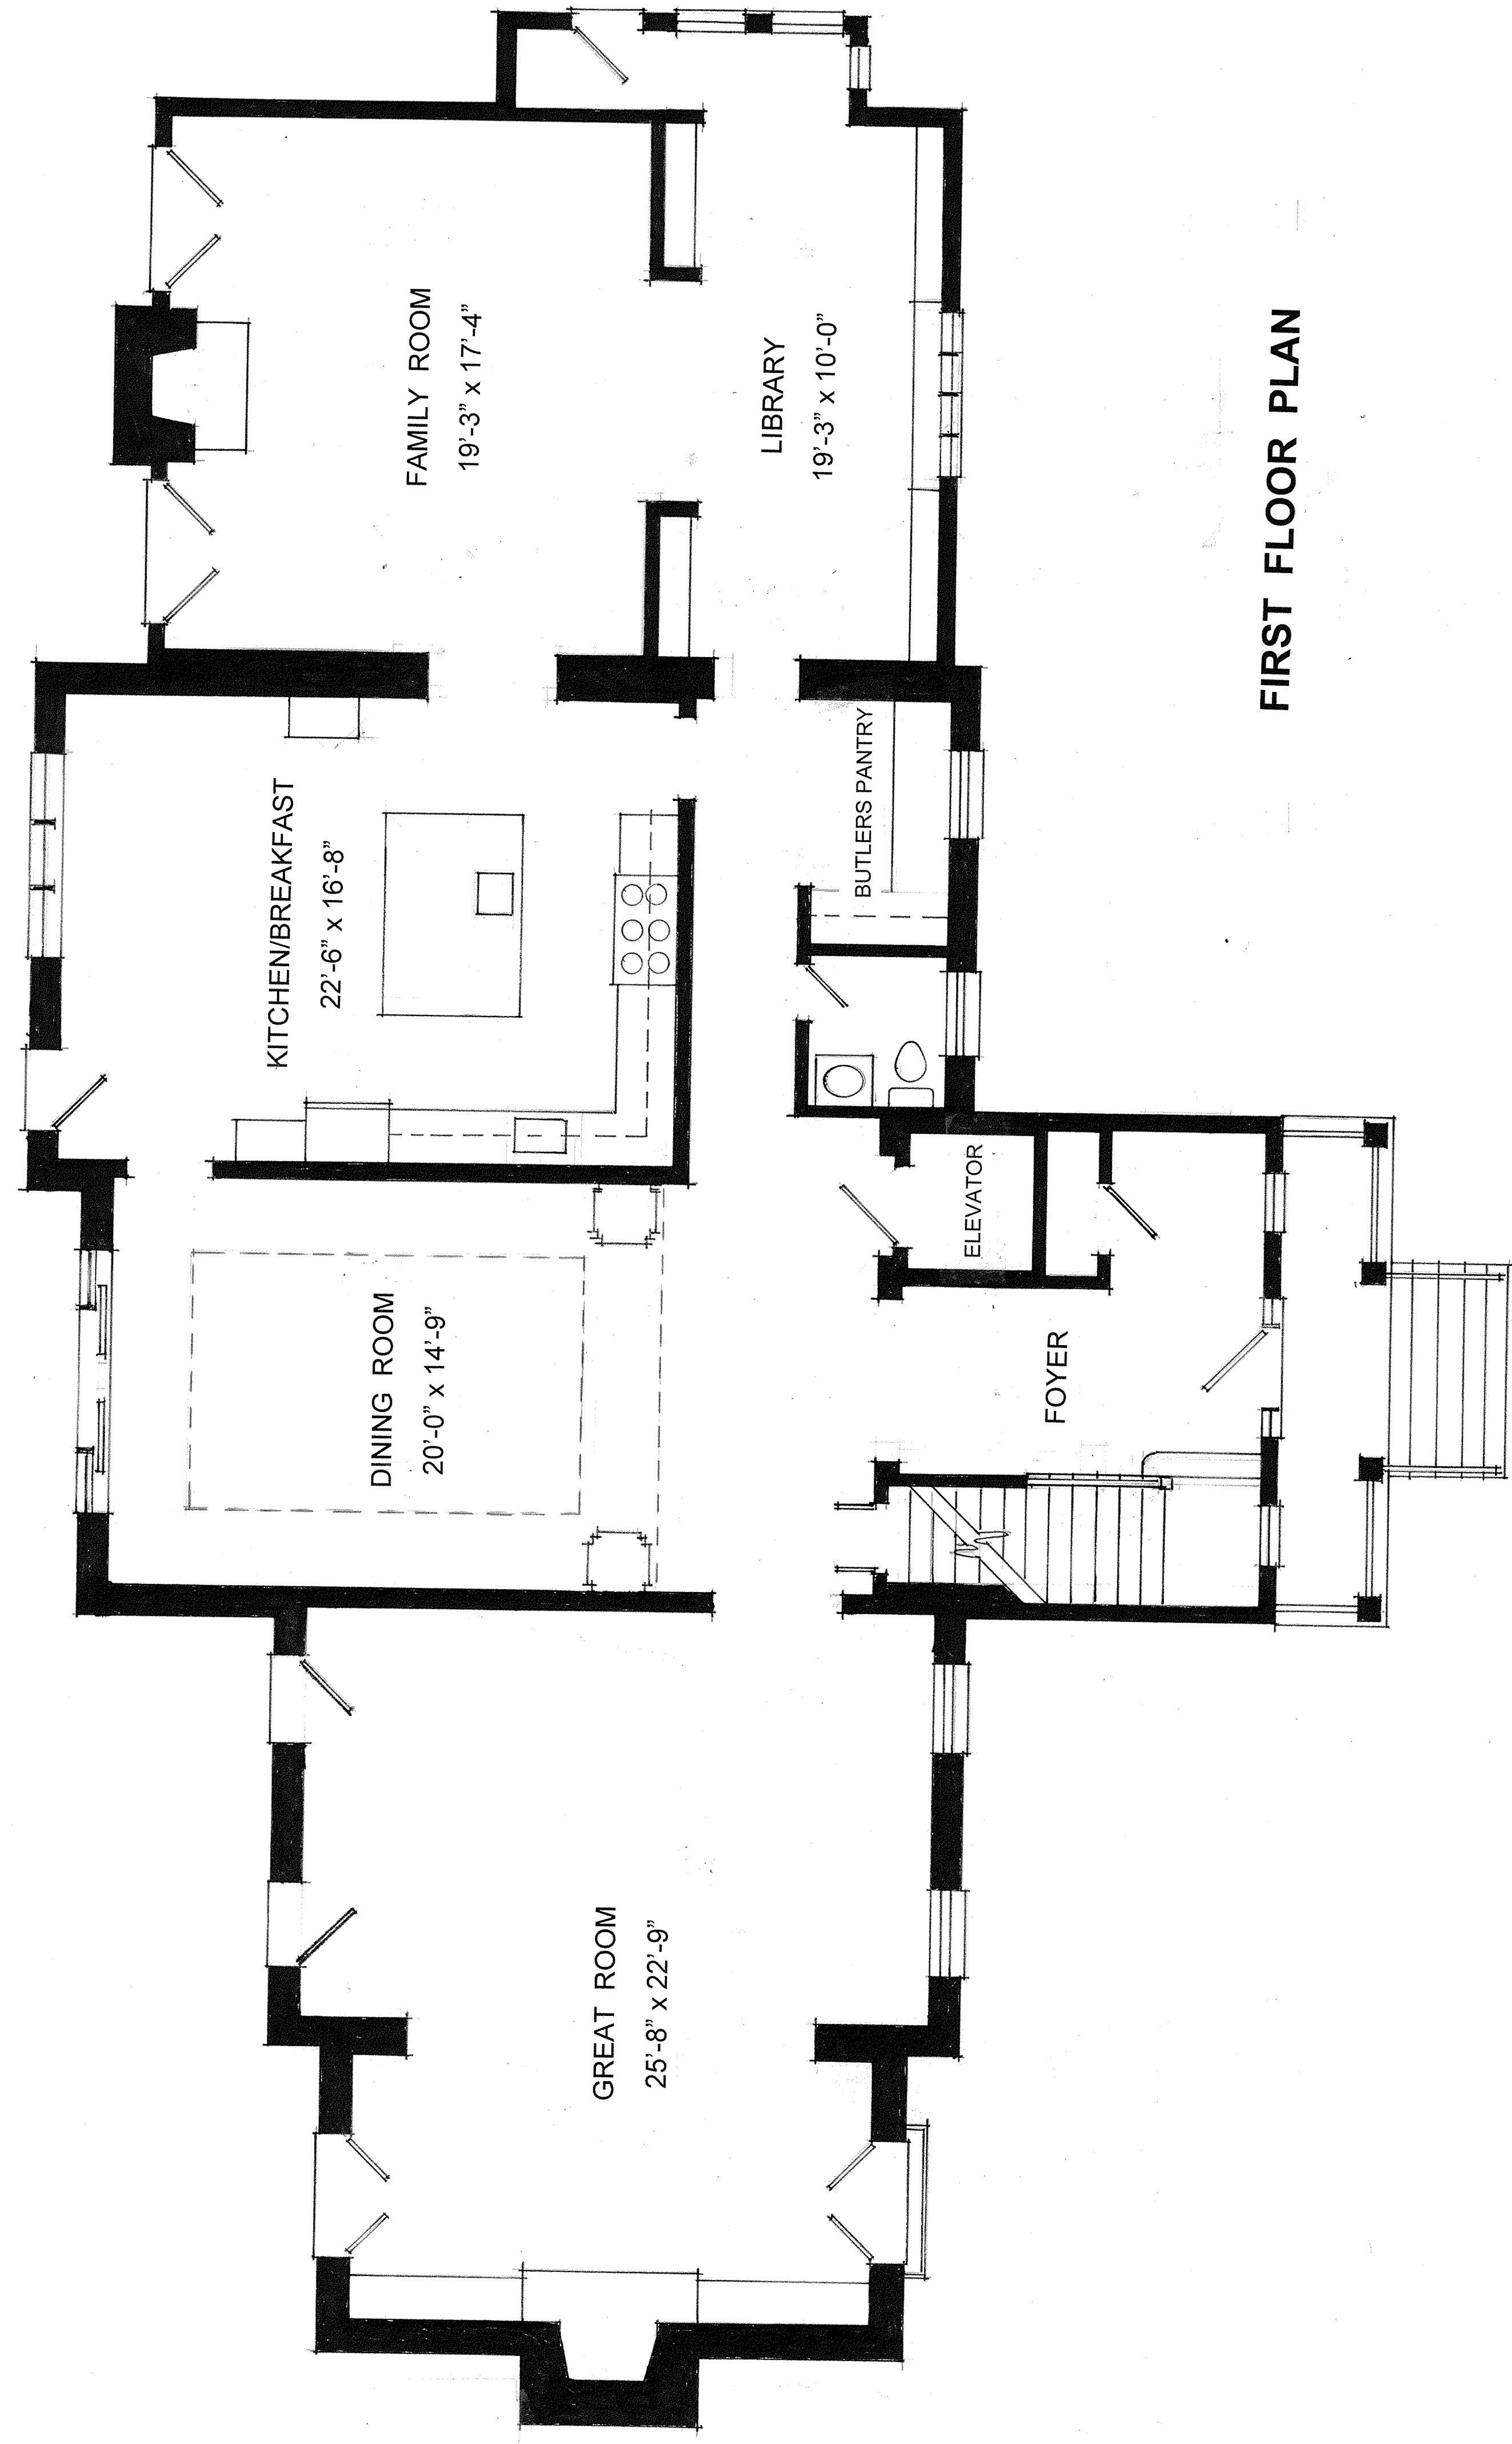 GREAT ROOM
25'-8” x 22'-9”
DINING ROOM
20'-0” x 14'-9”
KITCHEN/BREAKFAST
22'-6” x 16'-8”
FAMILY ROOM
19'-3” x 17'-4”
LIBRARY
19'-3” x 10'-0”
BUTLERS PANTRY
ELEVATOR
FOYER
FIRST FLOOR PLAN